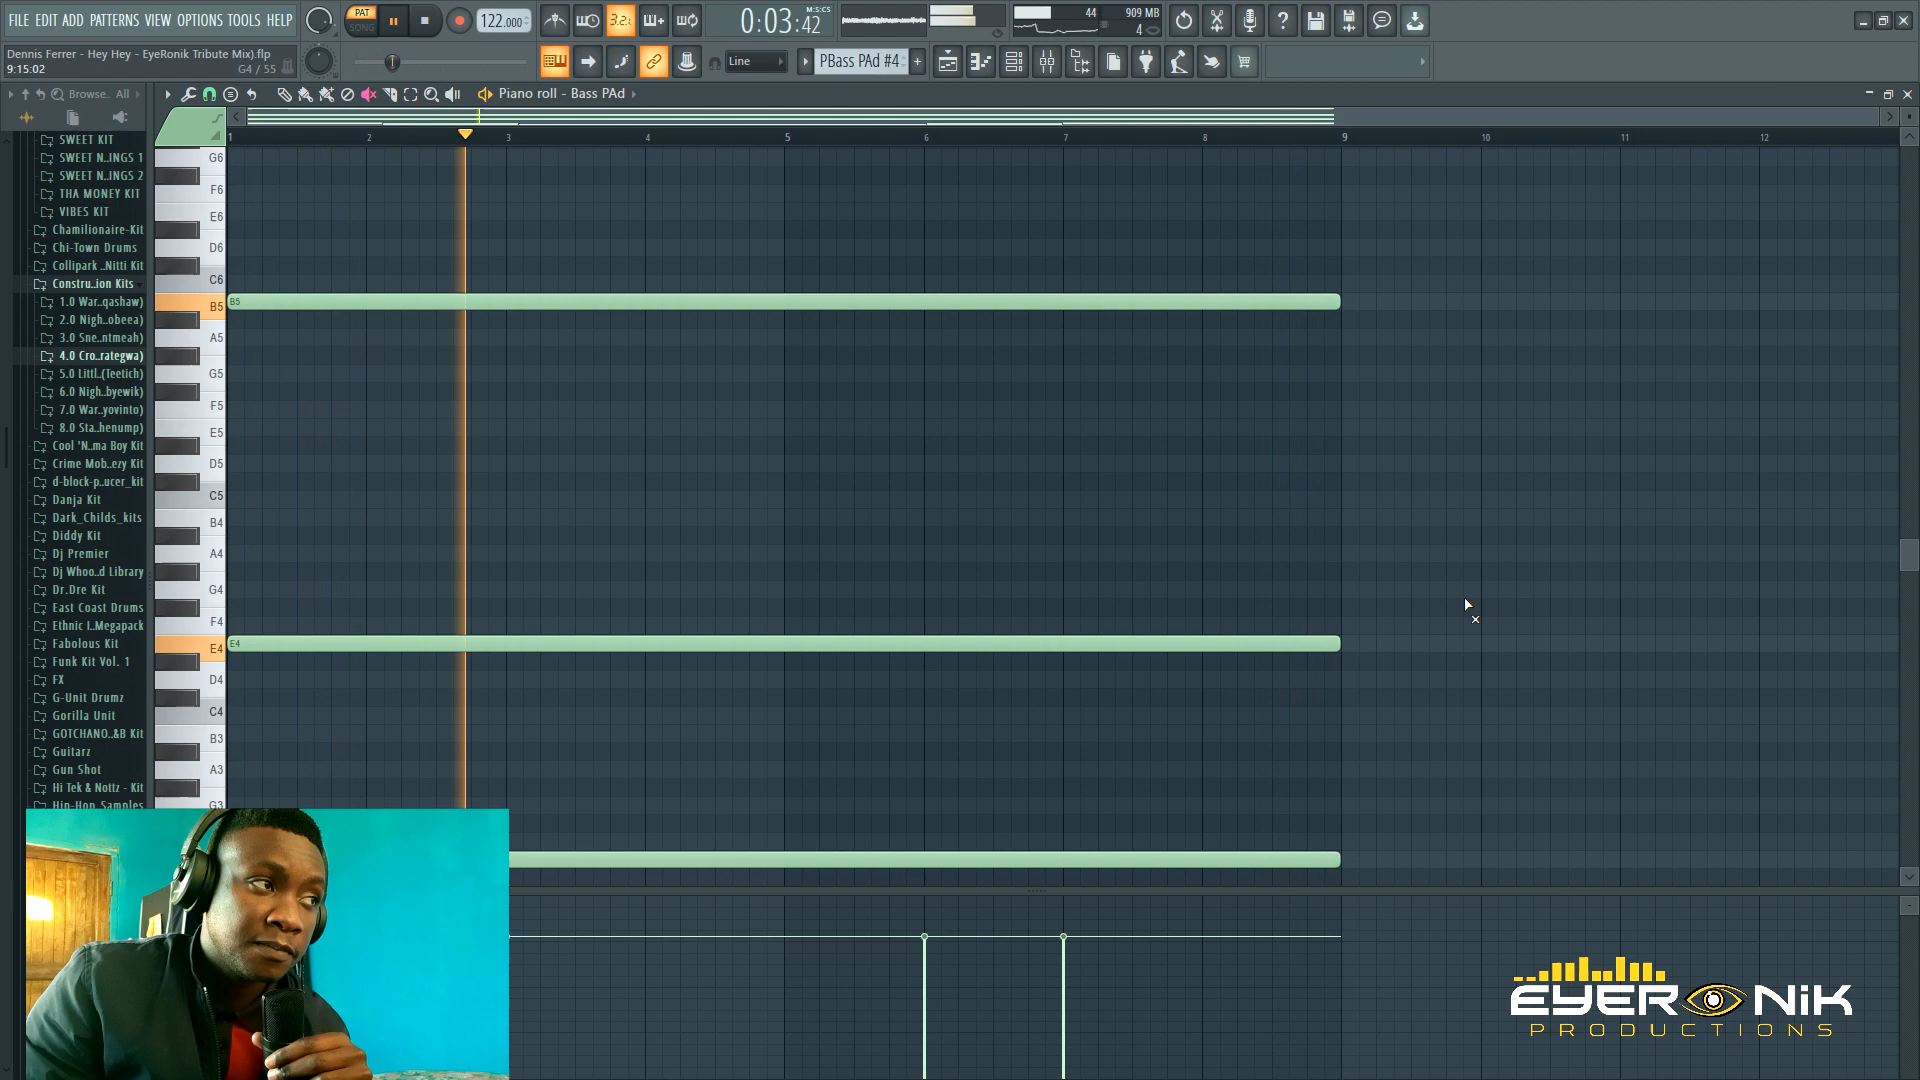 FILE EDIT ADD PATTERNS VIEW OPTIONS TOOLS HELP
PAT
SONG
122.000
3.2.
0:03:42
M:S:CS
44
909 MB
4
Dennis Ferrer - Hey Hey - EyeRonik Tribute Mix).flp
9:15:02
G4 / 55
Line
PBass PAd #4
Browse.. All
Piano roll - Bass PAd
1 2 3 4 5 6 7 8 9 10 11 12
SWEET KIT
SWEET N..INGS 1
SWEET N..INGS 2
THA MONEY KIT
VIBES KIT
Chamilionaire-Kit
Chi-Town Drums
Collipark ..Nitti Kit
Constru..ion Kits
1.0 War..qashaw)
2.0 Nigh..obeea)
3.0 Sne..ntmeah)
4.0 Cro..rategwa)
5.0 Littl..(Teetich)
6.0 Nigh..byewik)
7.0 War..yovinto)
8.0 Sta..henump)
Cool 'N..ma Boy Kit
Crime Mob..ezy Kit
d-block-p..ucer_kit
Danja Kit
Dark_Childs_kits
Diddy Kit
Dj Premier
Dj Whoo..d Library
Dr.Dre Kit
East Coast Drums
Ethnic I..Megapack
Fabolous Kit
Funk Kit Vol. 1
FX
G-Unit Drumz
Gorilla Unit
GOTCHANO..&B Kit
Guitarz
Gun Shot
Hi Tek & Nottz - Kit
Hip-Hop Samples
G6
F6
E6
D6
C6
B5
B5
A5
G5
F5
E5
D5
C5
B4
A4
G4
F4
E4
E4
D4
C4
B3
A3
G3
EYERONiK
PRODUCTIONS